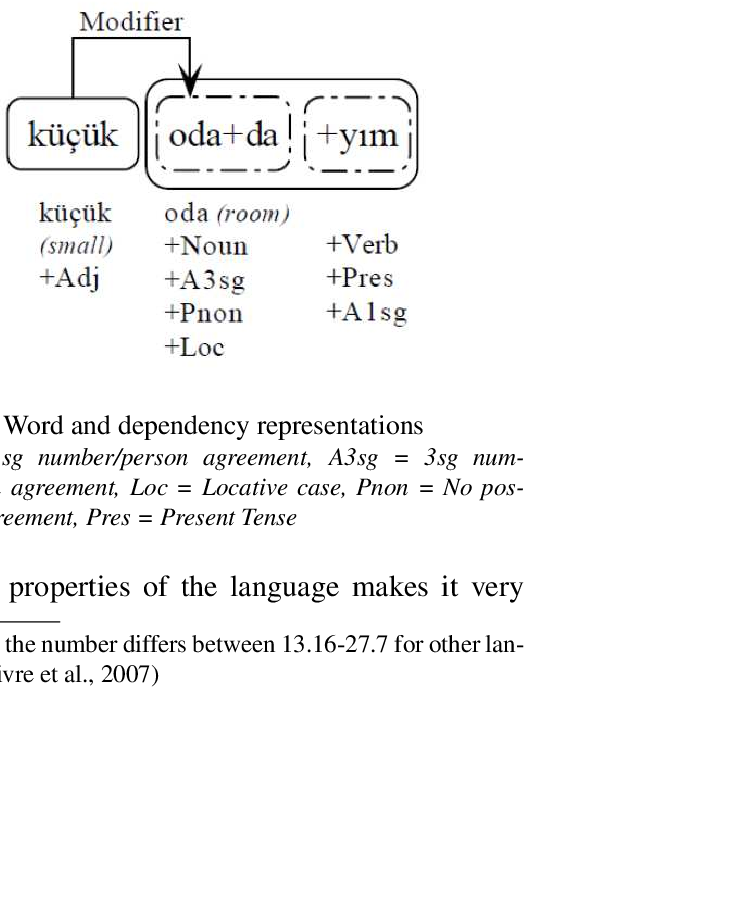 Modifier
küçük oda+da +yım
küçük oda (room)
(small) +Noun +Verb
+Adj +A3sg +Pres
+Pnon +A1sg
+Loc
Word and dependency representations
sg number/person agreement, A3sg = 3sg num-
agreement, Loc = Locative case, Pnon = No pos-
reement, Pres = Present Tense
properties of the language makes it very
the number differs between 13.16-27.7 for other lan-
ivre et al., 2007)